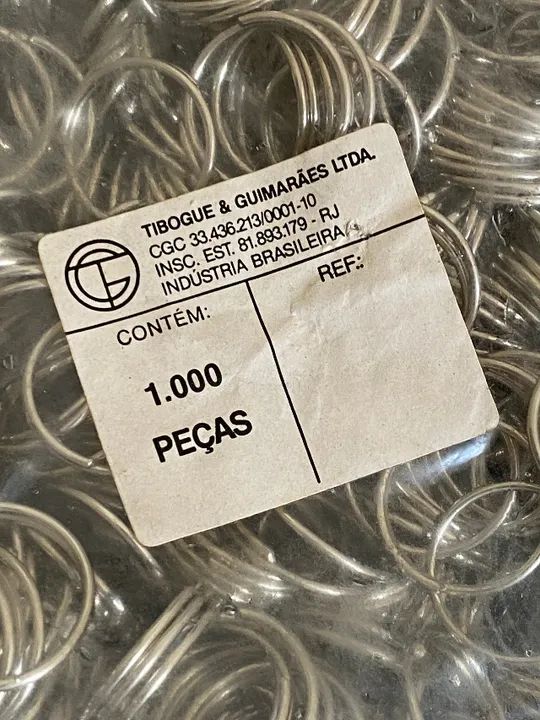 TIBOGUE & GUIMARÃES LTDA.
CGC 33.436.213/0001-10
INSC. EST. 81.893.179 - RJ
INDÚSTRIA BRASILEIRA
TG
CONTÉM:
REF.:
1.000
PEÇAS